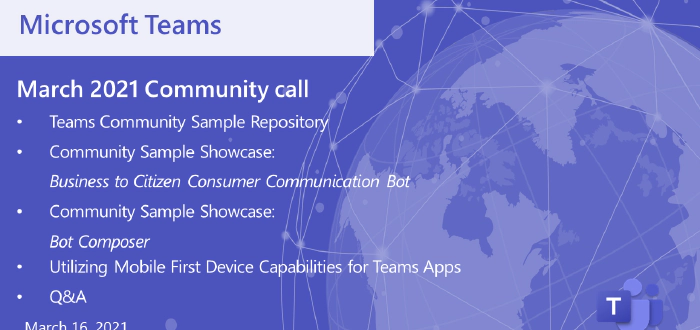 Microsoft Teams
March 2021 Community call
• Teams Community Sample Repository
• Community Sample Showcase:
Business to Citizen Consumer Communication Bot
• Community Sample Showcase:
Bot Composer
• Utilizing Mobile First Device Capabilities for Teams Apps
• Q&A
T
March 16, 2021